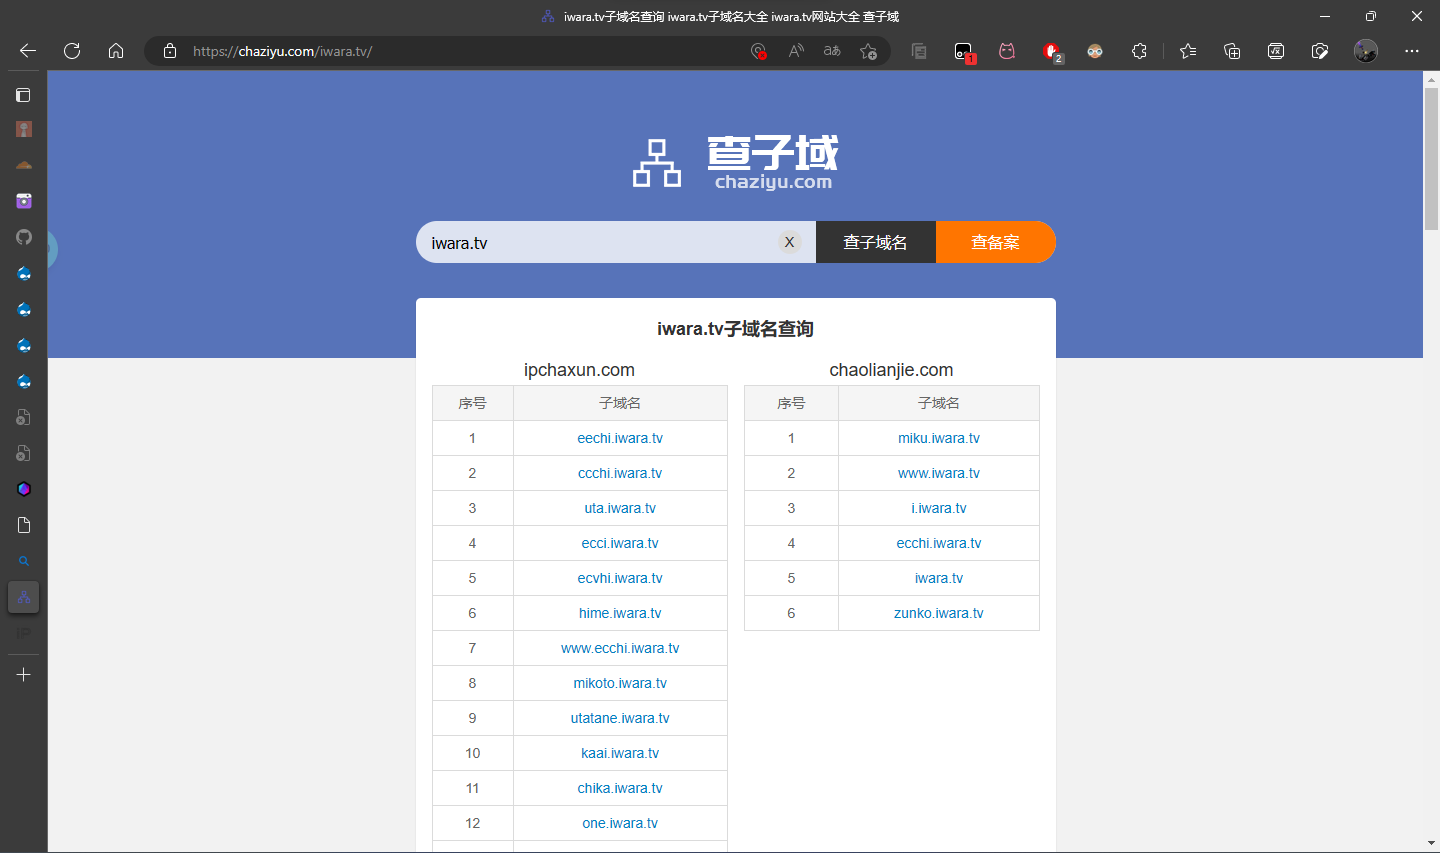 iwara.tv子域名查询 iwara.tv子域名大全 iwara.tv网站大全 查子域
https://chaziyu.com/iwara.tv/
aあ
1
2
查子域
chaziyu.com
iwara.tv
X
查子域名
查备案
iwara.tv子域名查询
ipchaxun.com
序号 子域名
1 eechi.iwara.tv
2 ccchi.iwara.tv
3 uta.iwara.tv
4 ecci.iwara.tv
5 ecvhi.iwara.tv
6 hime.iwara.tv
7 www.ecchi.iwara.tv
8 mikoto.iwara.tv
9 utatane.iwara.tv
10 kaai.iwara.tv
11 chika.iwara.tv
12 one.iwara.tv
chaolianjie.com
序号 子域名
1 miku.iwara.tv
2 www.iwara.tv
3 i.iwara.tv
4 ecchi.iwara.tv
5 iwara.tv
6 zunko.iwara.tv
IP